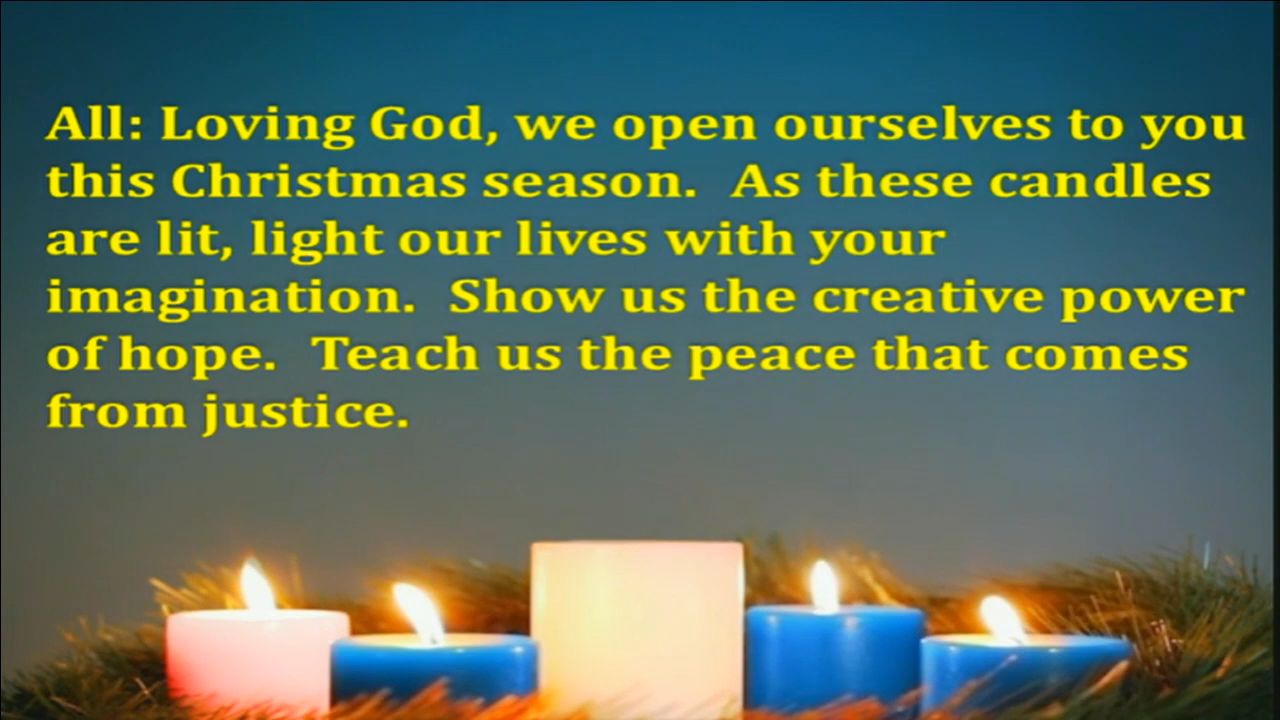 All: Loving God, we open ourselves to you
this Christmas season.  As these candles
are lit, light our lives with your
imagination.  Show us the creative power
of hope.  Teach us the peace that comes
from justice.